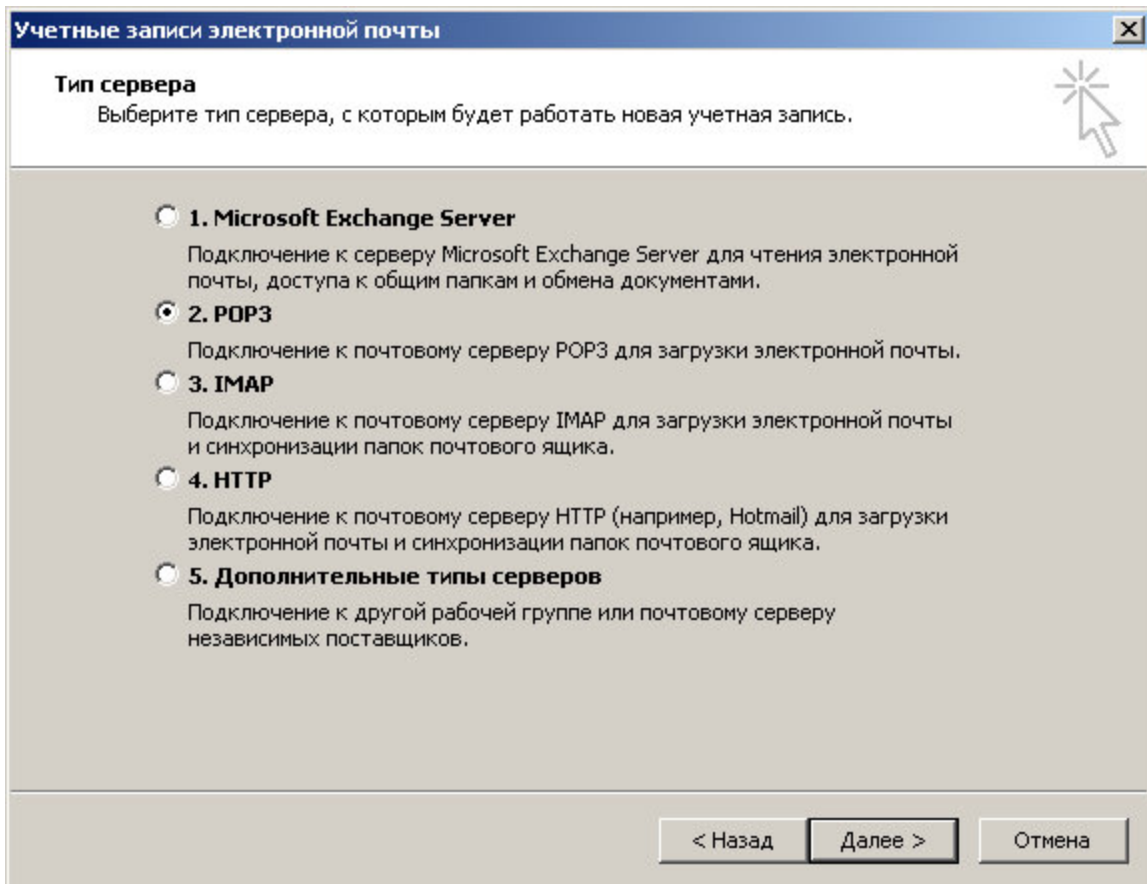 Учетные записи электронной почты
Тип сервера
Выберите тип сервера, с которым будет работать новая учетная запись.
1. Microsoft Exchange Server
Подключение к серверу Microsoft Exchange Server для чтения электронной
почты, доступа к общим папкам и обмена документами.
2. POP3
Подключение к почтовому серверу POP3 для загрузки электронной почты.
3. IMAP
Подключение к почтовому серверу IMAP для загрузки электронной почты
и синхронизации папок почтового ящика.
4. HTTP
Подключение к почтовому серверу HTTP (например, Hotmail) для загрузки
электронной почты и синхронизации папок почтового ящика.
5. Дополнительные типы серверов
Подключение к другой рабочей группе или почтовому серверу
независимых поставщиков.
< Назад Далее > Отмена